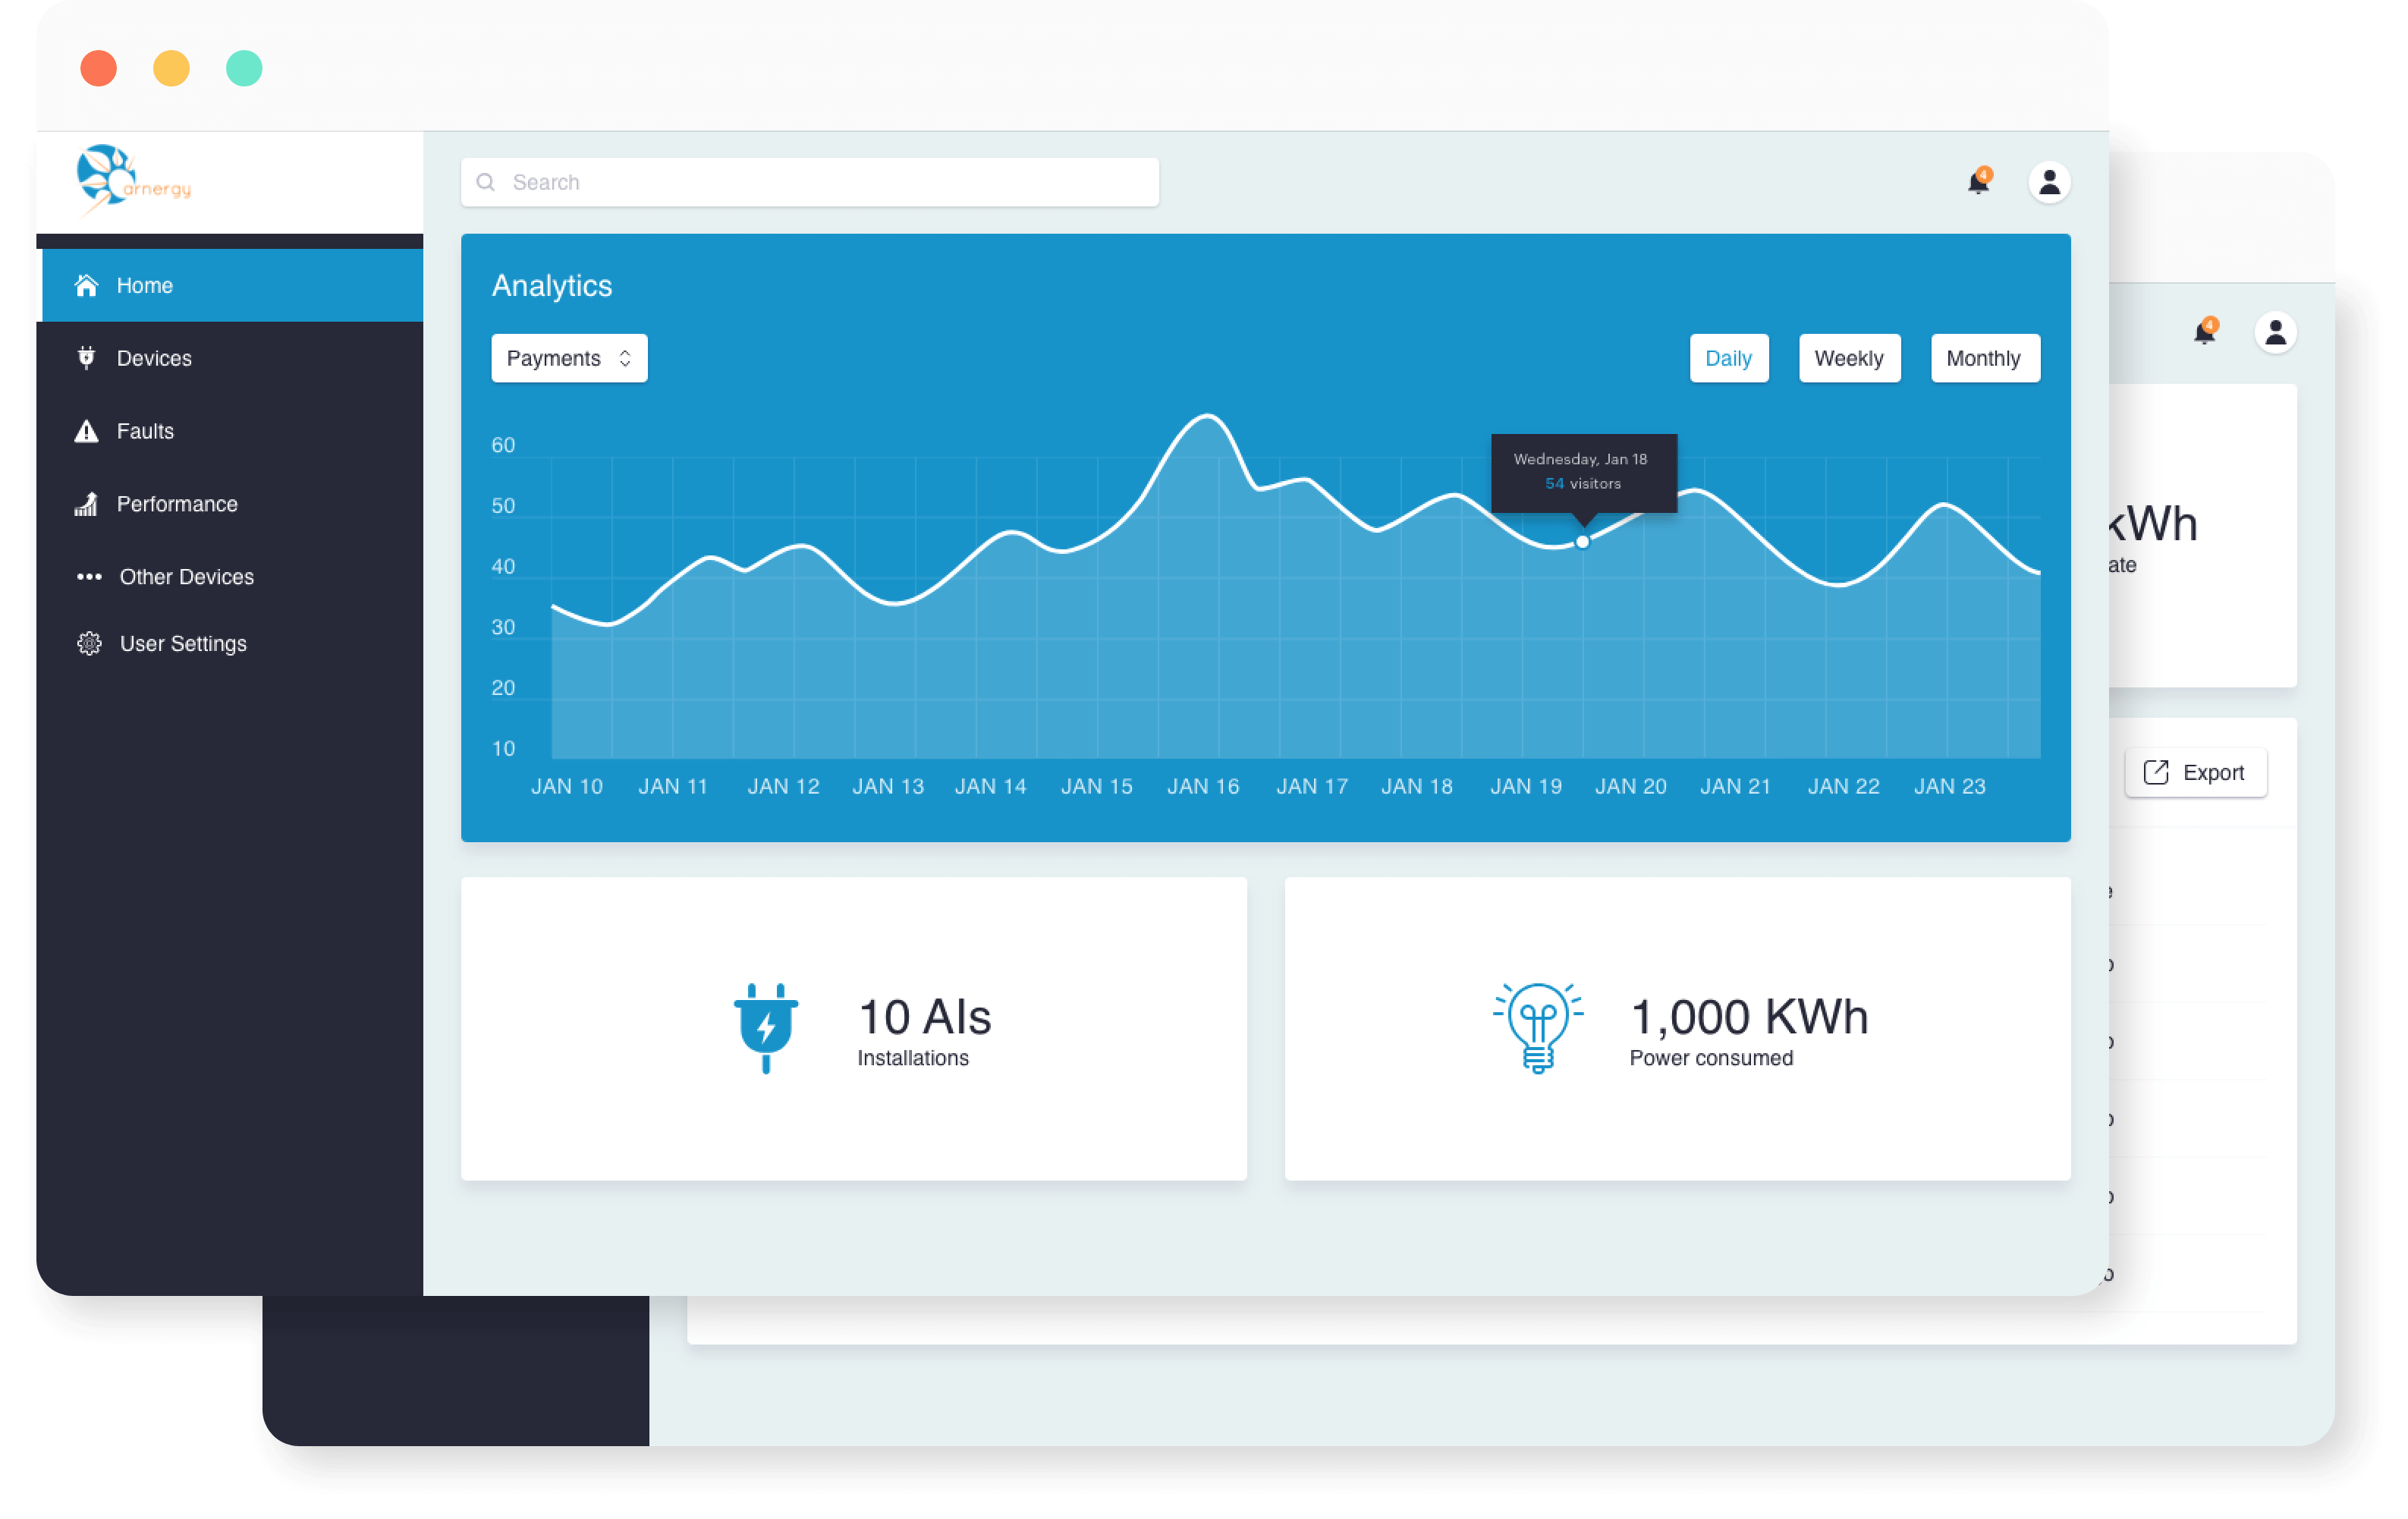 arnergy
Search
4
Home
Devices
Faults
Performance
Other Devices
User Settings
Analytics
Payments
Daily
Weekly
Monthly
60
50
40
30
20
10
Wednesday, Jan 18
54 visitors
JAN 10 JAN 11 JAN 12 JAN 13 JAN 14 JAN 15 JAN 16 JAN 17 JAN 18 JAN 19 JAN 20 JAN 21 JAN 22 JAN 23
10 AIs
Installations
1,000 KWh
Power consumed
4
kWh
ate
Export